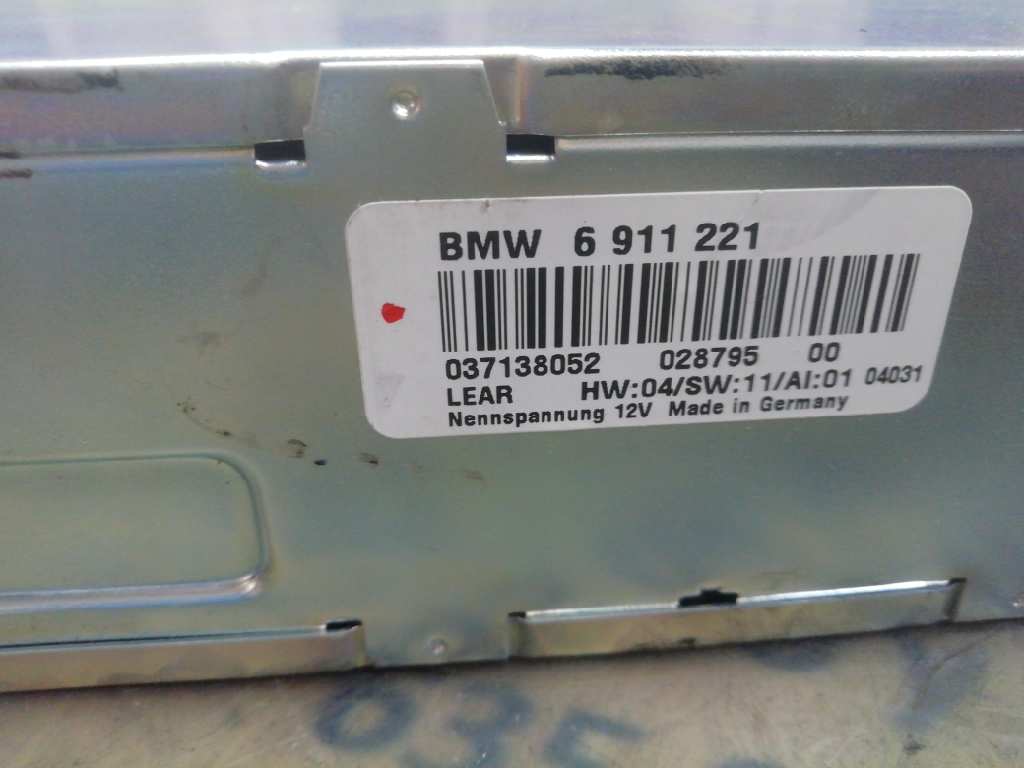 BMW 6 911 221
037138052 028795 00
LEAR HW:04/SW:11/AI:01 04031
Nennspannung 12V Made in Germany
03E